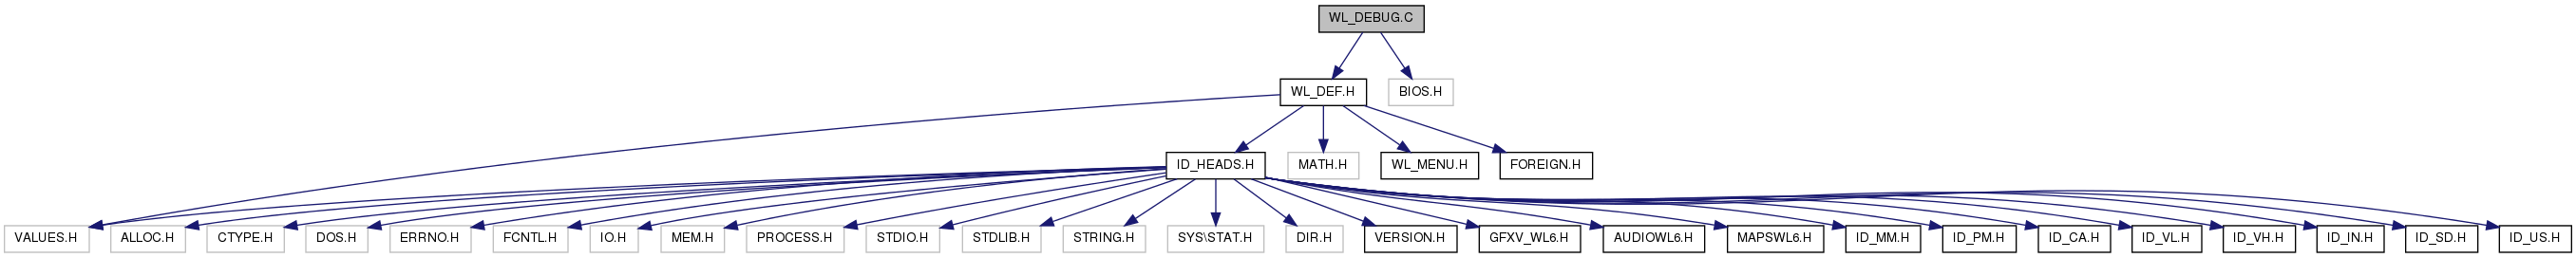 WL_DEBUG.C
WL_DEF.H
BIOS.H
ID_HEADS.H
MATH.H
WL_MENU.H
FOREIGN.H
VALUES.H
ALLOC.H
CTYPE.H
DOS.H
ERRNO.H
FCNTL.H
IO.H
MEM.H
PROCESS.H
STDIO.H
STDLIB.H
STRING.H
SYS\STAT.H
DIR.H
VERSION.H
GFXV_WL6.H
AUDIOWL6.H
MAPSWL6.H
ID_MM.H
ID_PM.H
ID_CA.H
ID_VL.H
ID_VH.H
ID_IN.H
ID_SD.H
ID_US.H